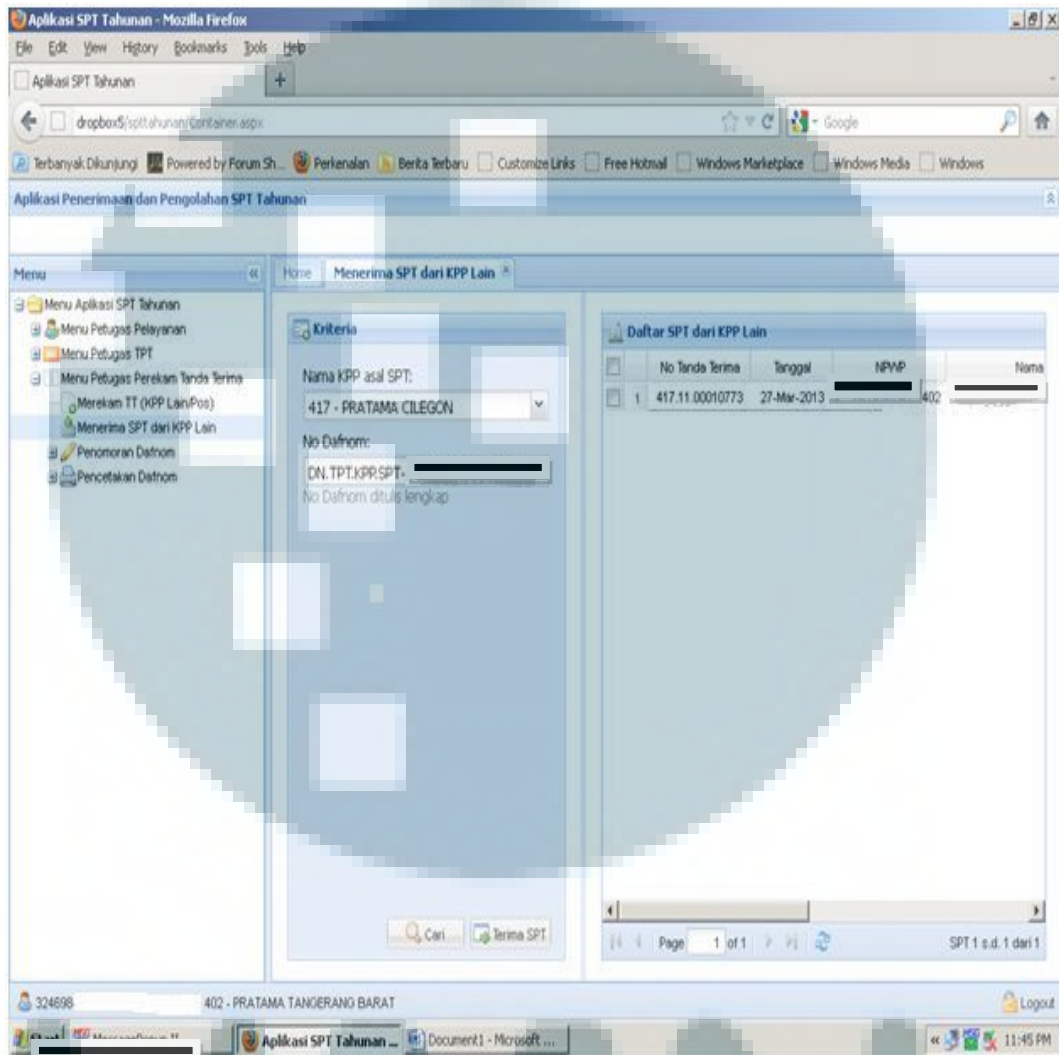 Aplikasi SPT Tahunan - Mozilla Firefox
File Edit View History Bookmarks Tools Help
Aplikasi SPT Tahunan
dropbox5/spttahunan/Container.aspx
Google
Terbanyak Dikunjungi Powered by Forum Sh... Perkenalan Berita Terbaru Customize Links Free Hotmail Windows Marketplace Windows Media Windows
Aplikasi Penerimaan dan Pengolahan SPT Tahunan
Menu
Home Menerima SPT dari KPP Lain
Menu Aplikasi SPT Tahunan
Menu Petugas Pelayanan
Menu Petugas TPT
Menu Petugas Perekam Tanda Terima
Merekam TT (KPP Lain/Pos)
Menerima SPT dari KPP Lain
Penomoran Dafnom
Pencetakan Dafnom
Kriteria
Nama KPP asal SPT:
417 - PRATAMA CILEGON
No Dafnom:
DN.TPT.KPP.SPT-
No Dafnom ditulis lengkap
Cari Terima SPT
Daftar SPT dari KPP Lain
No Tanda Terima Tanggal NPWP Nama
1 417.11.00010773 27-Mar-2013 402
Page 1 of 1 SPT 1 s.d. 1 dari 1
324698 402 - PRATAMA TANGERANG BARAT Logout
Aplikasi SPT Tahunan ... Document1 - Microsoft ... 11:45 PM